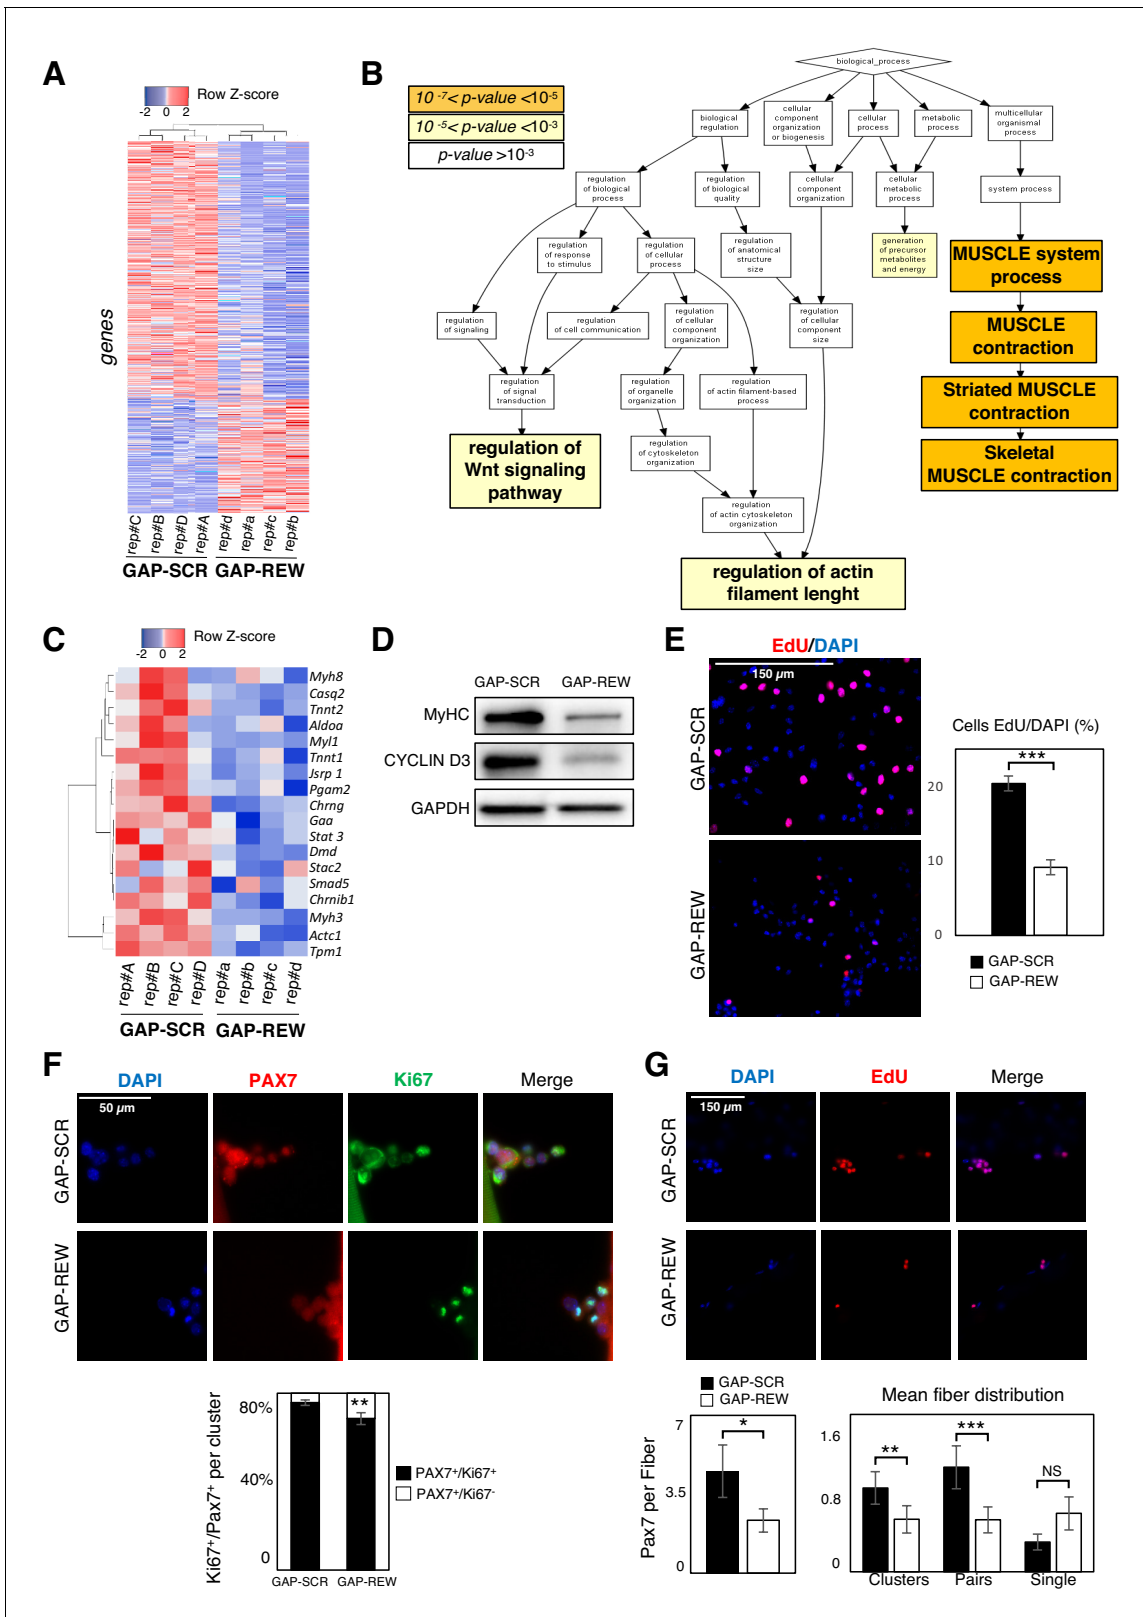 A
Row Z-score
-2 0 2
genes
rep#C
rep#B
rep#D
rep#A
rep#d
rep#a
rep#c
rep#b
GAP-SCR GAP-REW
B
10 -7< p-value <10-5
10 -5< p-value <10-3
p-value >10-3
biological_process
biological
regulation
cellular
component
organization
or biogenesis
cellular
process
metabolic
process
multicellular
organismal
process
regulation
of biological
process
regulation
of biological
quality
cellular
component
organization
cellular
metabolic
process
system process
regulation
of response
to stimulus
regulation
of cellular
process
regulation
of anatomical
structure
size
generation
of precursor
metabolites
and energy
MUSCLE system
process
regulation
of signaling
regulation
of cell communication
regulation
of cellular
component
organization
regulation
of cellular
component
size
MUSCLE
contraction
regulation
of signal
transduction
regulation
of organelle
organization
regulation
of actin filament-based
process
Striated MUSCLE
contraction
regulation of
Wnt signaling
pathway
regulation
of cytoskeleton
organization
Skeletal
MUSCLE contraction
regulation
of actin cytoskeleton
organization
regulation of actin
filament lenght
C
Row Z-score
-2 0 2
Myh8
Casq2
Tnnt2
Aldoa
Myl1
Tnnt1
Jsrp 1
Pgam2
Chrng
Gaa
Stat 3
Dmd
Stac2
Smad5
Chrnib1
Myh3
Actc1
Tpm1
rep#A
rep#B
rep#C
rep#D
rep#a
rep#b
rep#c
rep#d
GAP-SCR GAP-REW
D
GAP-SCR GAP-REW
MyHC
CYCLIN D3
GAPDH
E
EdU/DAPI
150 µm
GAP-SCR
GAP-REW
Cells EdU/DAPI (%)
***
20
10
0
GAP-SCR
GAP-REW
F
DAPI PAX7 Ki67 Merge
50 µm
GAP-SCR
GAP-REW
Ki67+/Pax7+ per cluster
80%
40%
0
**
GAP-SCR GAP-REW
PAX7+/Ki67+
PAX7+/Ki67-
G
DAPI EdU Merge
150 µm
GAP-SCR
GAP-REW
GAP-SCR
GAP-REW
Pax7 per Fiber
7
3.5
0
*
Mean fiber distribution
1.6
0.8
0
**
***
NS
Clusters Pairs Single